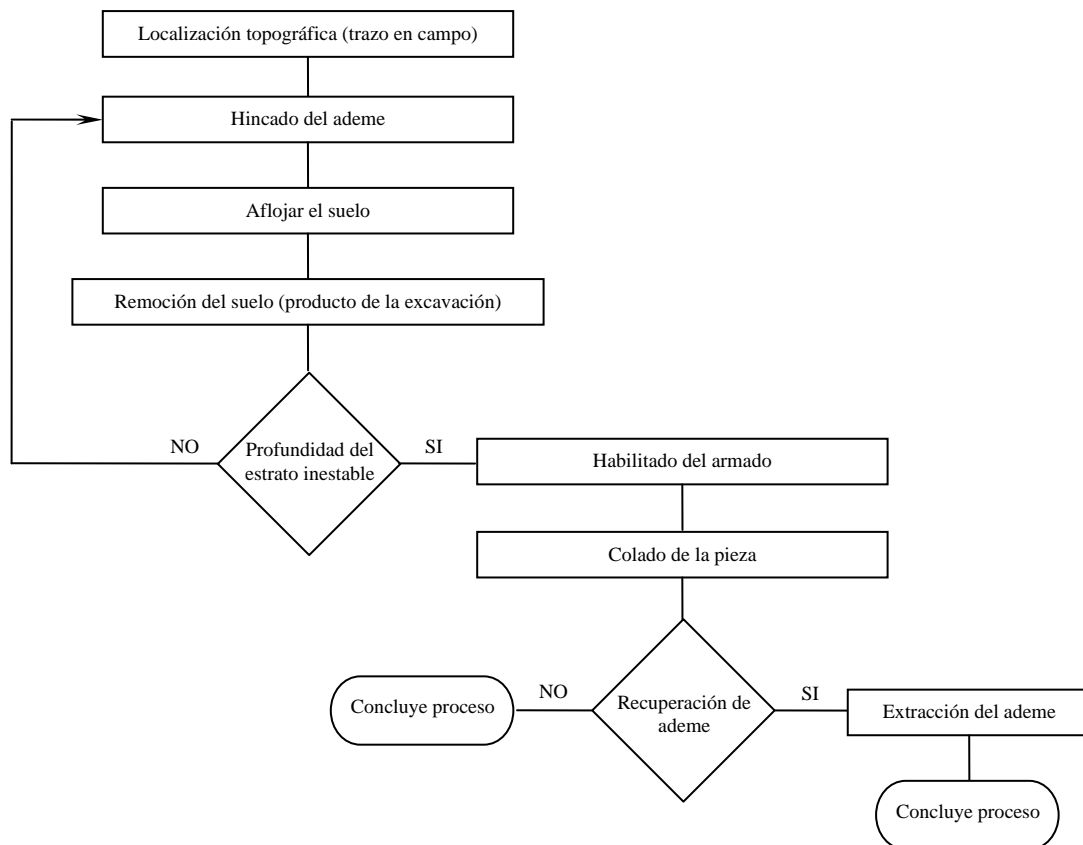 Localización topográfica (trazo en campo)
Hincado del ademe
Aflojar el suelo
Remoción del suelo (producto de la excavación)
NO
Profundidad del
estrato inestable
SI
Habilitado del armado
Colado de la pieza
Concluye proceso
NO
Recuperación de
ademe
SI
Extracción del ademe
Concluye proceso